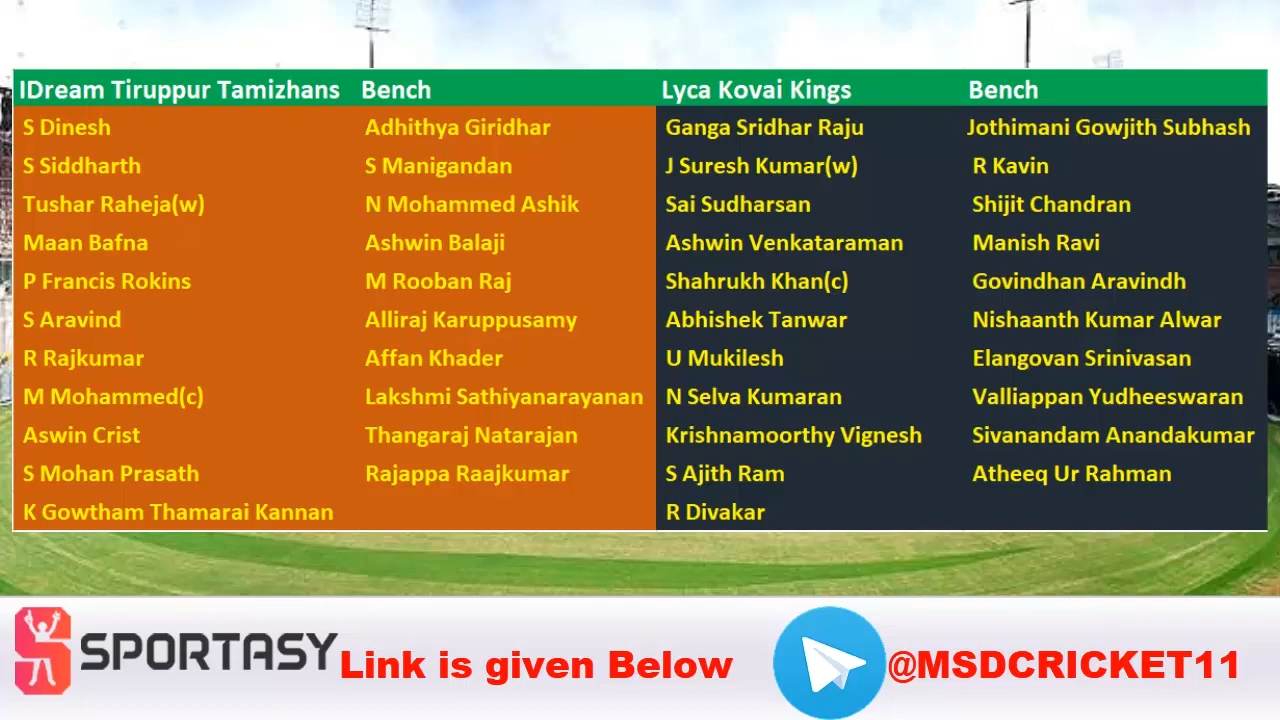 IDream Tiruppur Tamizhans Bench Lyca Kovai Kings Bench
S Dinesh Adhithya Giridhar Ganga Sridhar Raju Jothimani Gowjith Subhash
S Siddharth S Manigandan J Suresh Kumar(w) R Kavin
Tushar Raheja(w) N Mohammed Ashik Sai Sudharsan Shijit Chandran
Maan Bafna Ashwin Balaji Ashwin Venkataraman Manish Ravi
P Francis Rokins M Rooban Raj Shahrukh Khan(c) Govindhan Aravindh
S Aravind Alliraj Karuppusamy Abhishek Tanwar Nishaanth Kumar Alwar
R Rajkumar Affan Khader U Mukilesh Elangovan Srinivasan
M Mohammed(c) Lakshmi Sathiyanarayanan N Selva Kumaran Valliappan Yudheeswaran
Aswin Crist Thangaraj Natarajan Krishnamoorthy Vignesh Sivanandam Anandakumar
S Mohan Prasath Rajappa Raajkumar S Ajith Ram Atheeq Ur Rahman
K Gowtham Thamarai Kannan R Divakar
SPORTASY Link is given Below @MSDCRICKET11